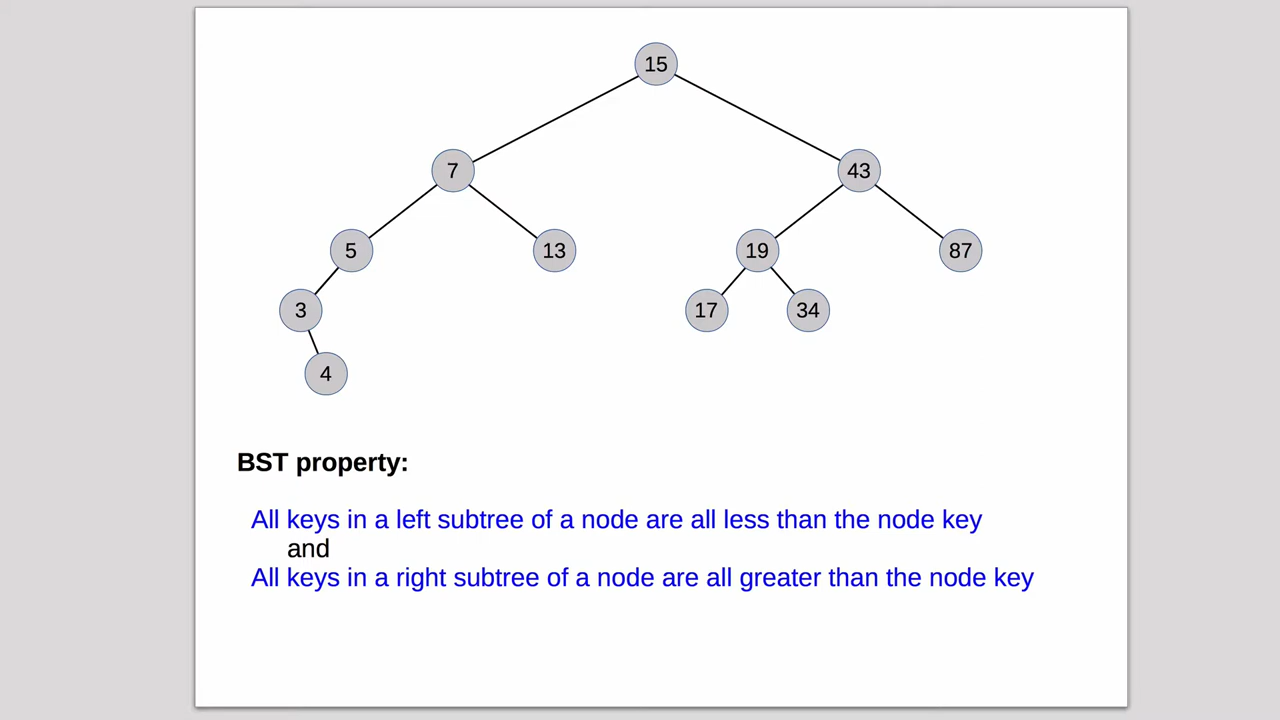 15
7
43
5
13
19
87
3
17
34
4
BST property:
All keys in a left subtree of a node are all less than the node key
and
All keys in a right subtree of a node are all greater than the node key